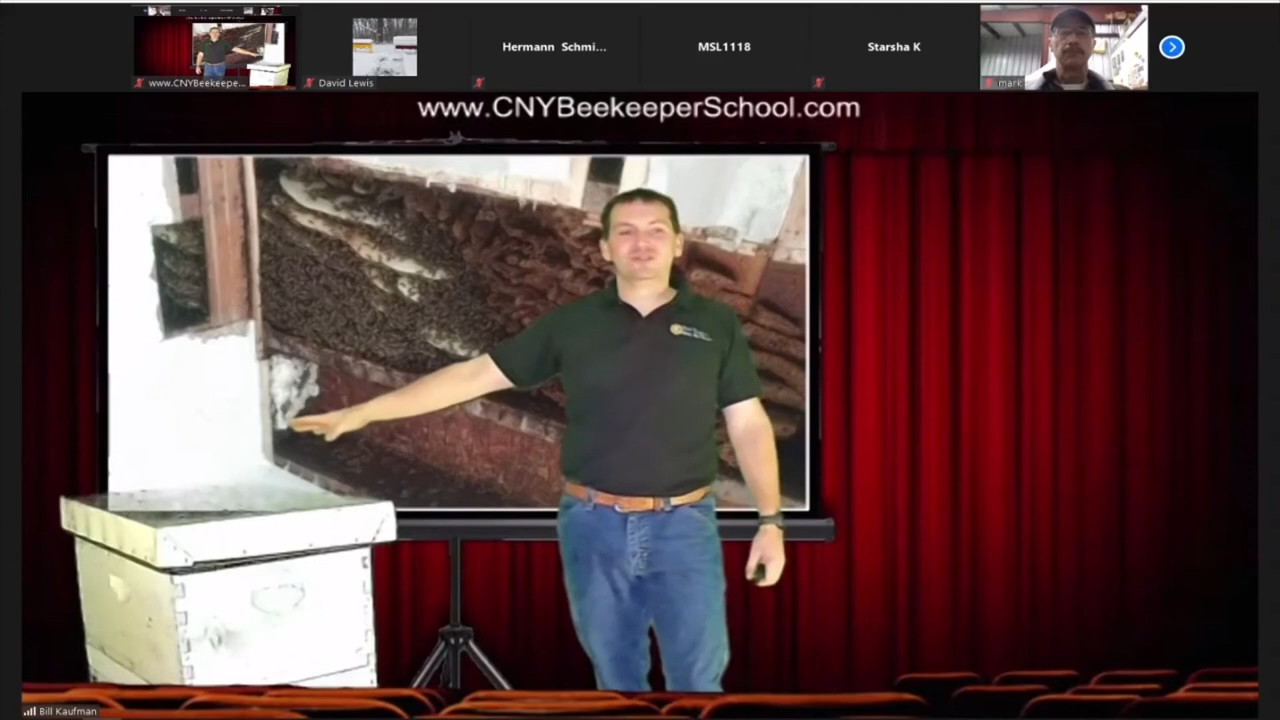 www.CNYBeekeepe...
David Lewis
Hermann Schmi...
MSL1118
Starsha K
mark
www.CNYBeekeeperSchool.com
Bill Kaufman